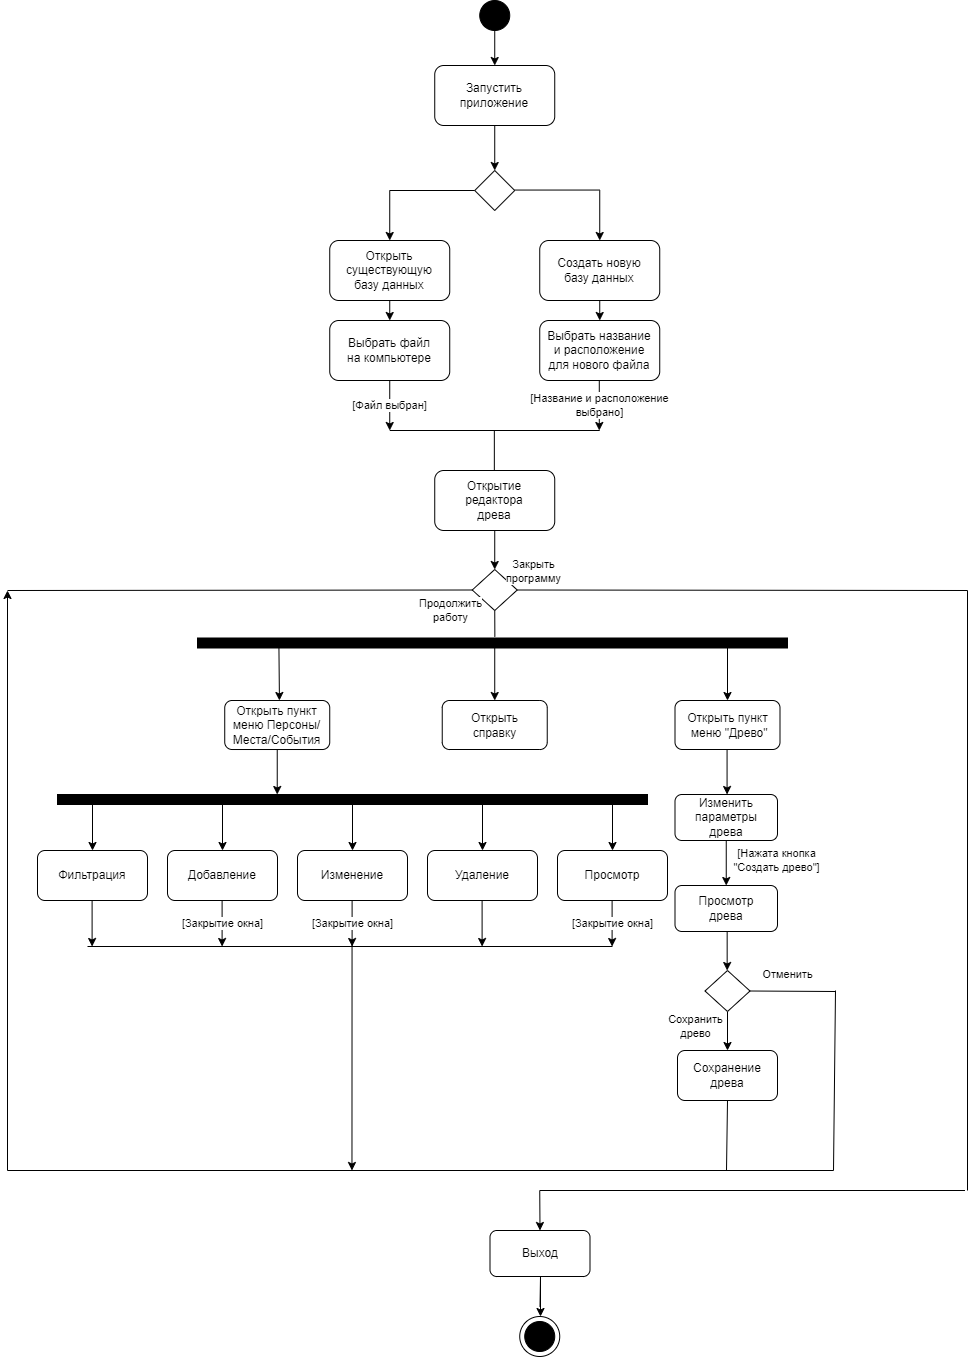 Запустить
приложение
Открыть
существующую
базу данных
Создать новую
базу данных
Выбрать файл
на компьютере
Выбрать название
и расположение
для нового файла
[Файл выбран]
[Название и расположение
выбрано]
Открытие
редактора
древа
Закрыть
программу
Продолжить
работу
Открыть пункт
меню Персоны/
Места/События
Открыть
справку
Открыть пункт
меню "Древо"
Изменить
параметры
древа
[Нажата кнопка
"Создать древо"]
Фильтрация
Добавление
Изменение
Удаление
Просмотр
Просмотр
древа
[Закрытие окна]
[Закрытие окна]
[Закрытие окна]
Отменить
Сохранить
древо
Сохранение
древа
Выход